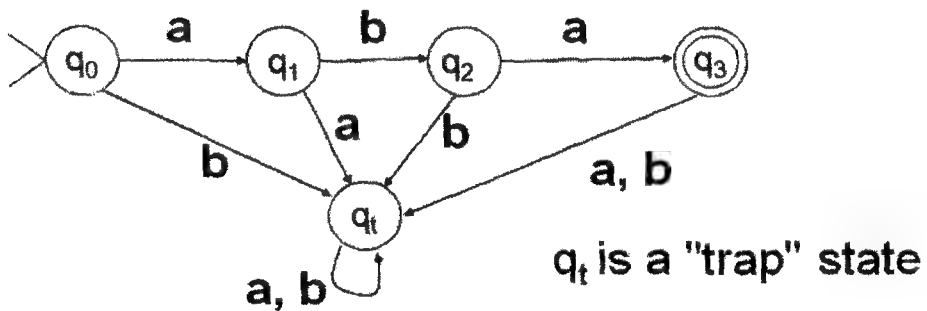 a b a
q₀ q₁ q₂ q₃
b a b a, b
qₜ
qₜ is a "trap" state
a, b